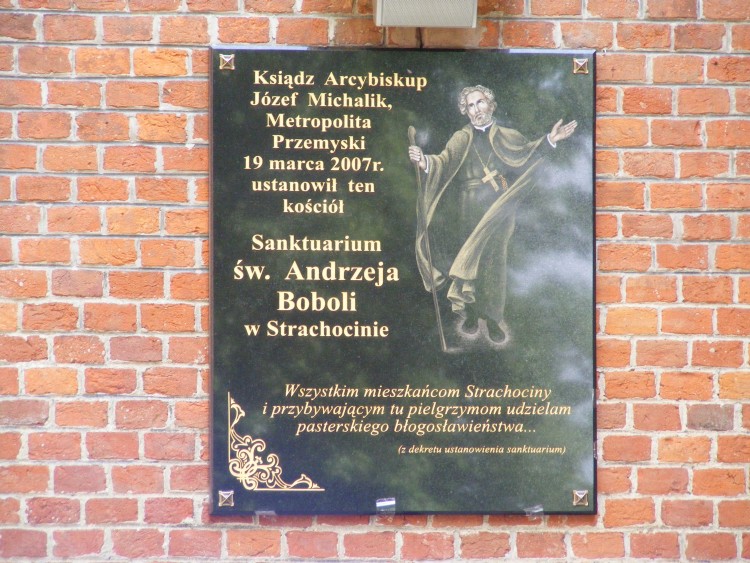 Ksiądz Arcybiskup
Józef Michalik,
Metropolita
Przemyski
19 marca 2007r.
ustanowił ten
kościół
Sanktuarium
św. Andrzeja
Boboli
w Strachocinie
Wszystkim mieszkańcom Strachociny
i przybywającym tu pielgrzymom udzielam
pasterskiego błogosławieństwa...
(z dekretu ustanowienia sanktuarium)